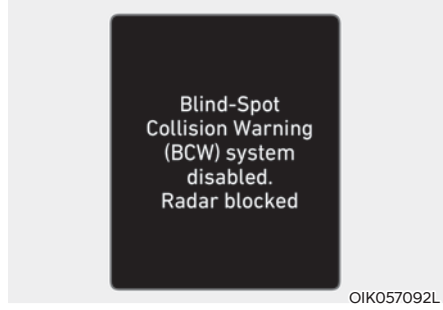 Blind-Spot
Collision Warning
(BCW) system
disabled.
Radar blocked
OIK057092L